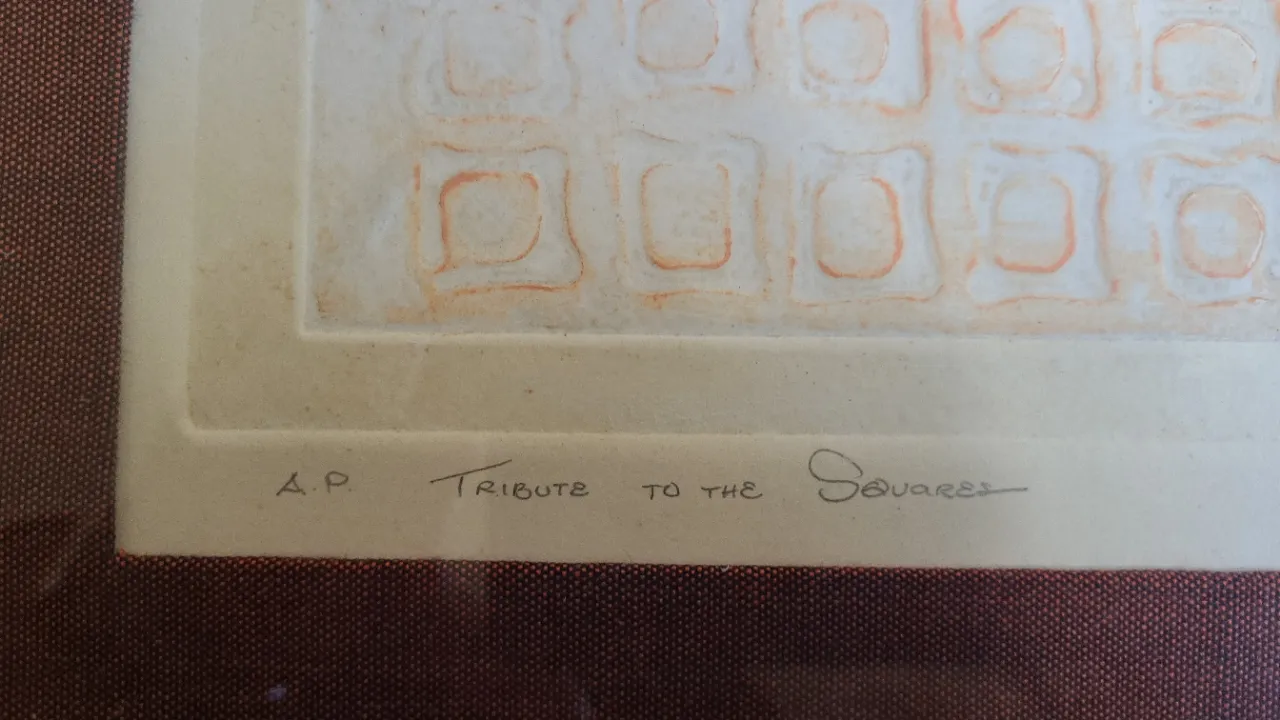 A.P. TRIBUTE TO THE SQUARES